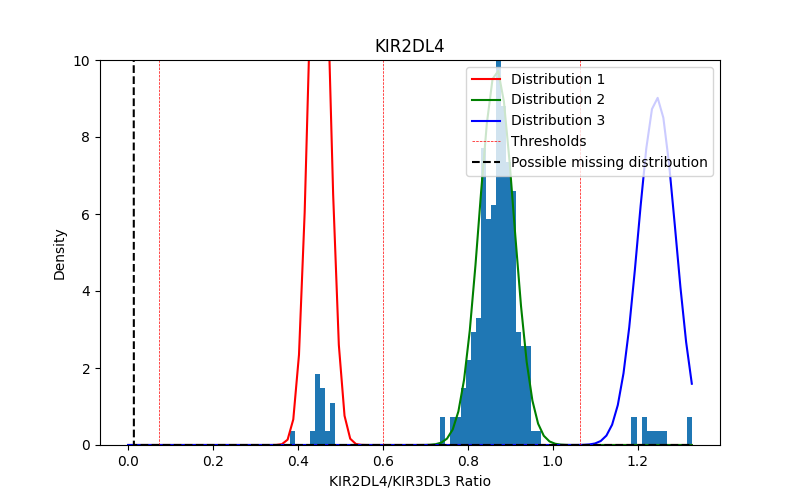 KIR2DL4
Distribution 1
Distribution 2
Distribution 3
Thresholds
Possible missing distribution
Density
10
8
6
4
2
0
0.0 0.2 0.4 0.6 0.8 1.0 1.2
KIR2DL4/KIR3DL3 Ratio